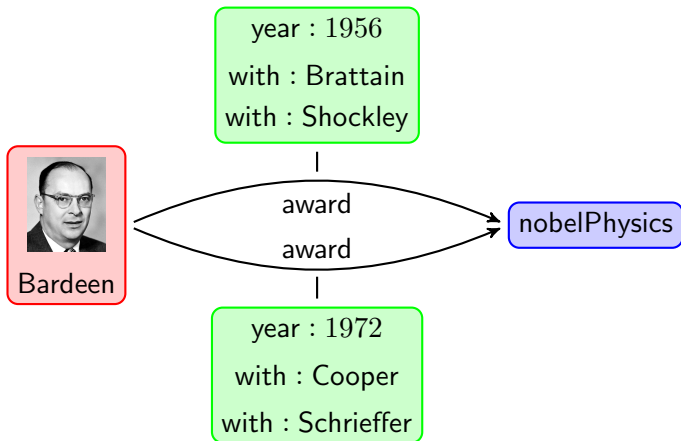 year : 1956
with : Brattain
with : Shockley
award
nobelPhysics
award
Bardeen
year : 1972
with : Cooper
with : Schrieffer